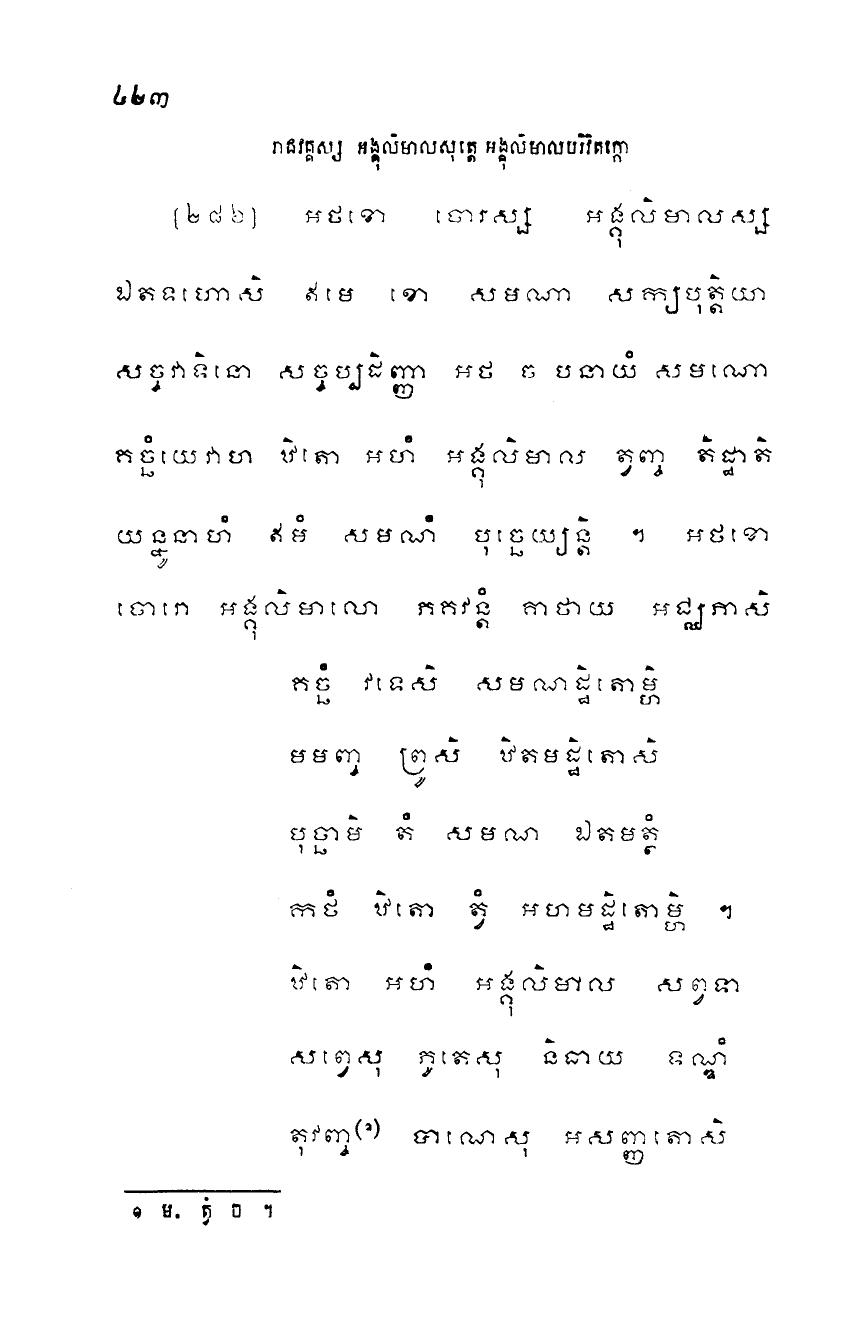 ៤២៣
រាជវគ្គស្ស អង្គុលិមាលសុត្តេ អង្គុលិមាលបរិវិតក្កោ
[២៨៦] អថខោ ចោរស្ស អង្គុលិមាលស្ស
ឯតទហោសិ ឥមេ ខោ សមណា សក្យបុត្តិយា
សច្ចវាទិនោ សច្ចប្បដិញ្ញា អថ ច បនាយំ សមណោ
គច្ឆំយេវាហ ឋិតោ អហំ អង្គុលិមាល ត្វញ្ច តិដ្ឋាតិ
យន្នូនាហំ ឥមំ សមណំ បុច្ឆេយ្យន្តិ ។ អថខោ
ចោរោ អង្គុលិមាលោ ភគវន្តំ គាថាយ អជ្ឈភាសិ
គច្ឆំ វទេសិ សមណដ្ឋិតោម្ហិ
មមញ្ច ព្រូសិ ឋិតមដ្ឋិតោសិ
បុច្ឆាមិ តំ សមណ ឯតមត្ថំ
កថំ ឋិតោ ត្វំ អហមដ្ឋិតោម្ហិ ។
ឋិតោ អហំ អង្គុលិមាល សព្វទា
សព្វេសុ ភូតេសុ និធាយ ទណ្ឌំ
តុវញ្ច(១) បាណេសុ អសញ្ញតោសិ
១ ម. ត្វំ ច ។